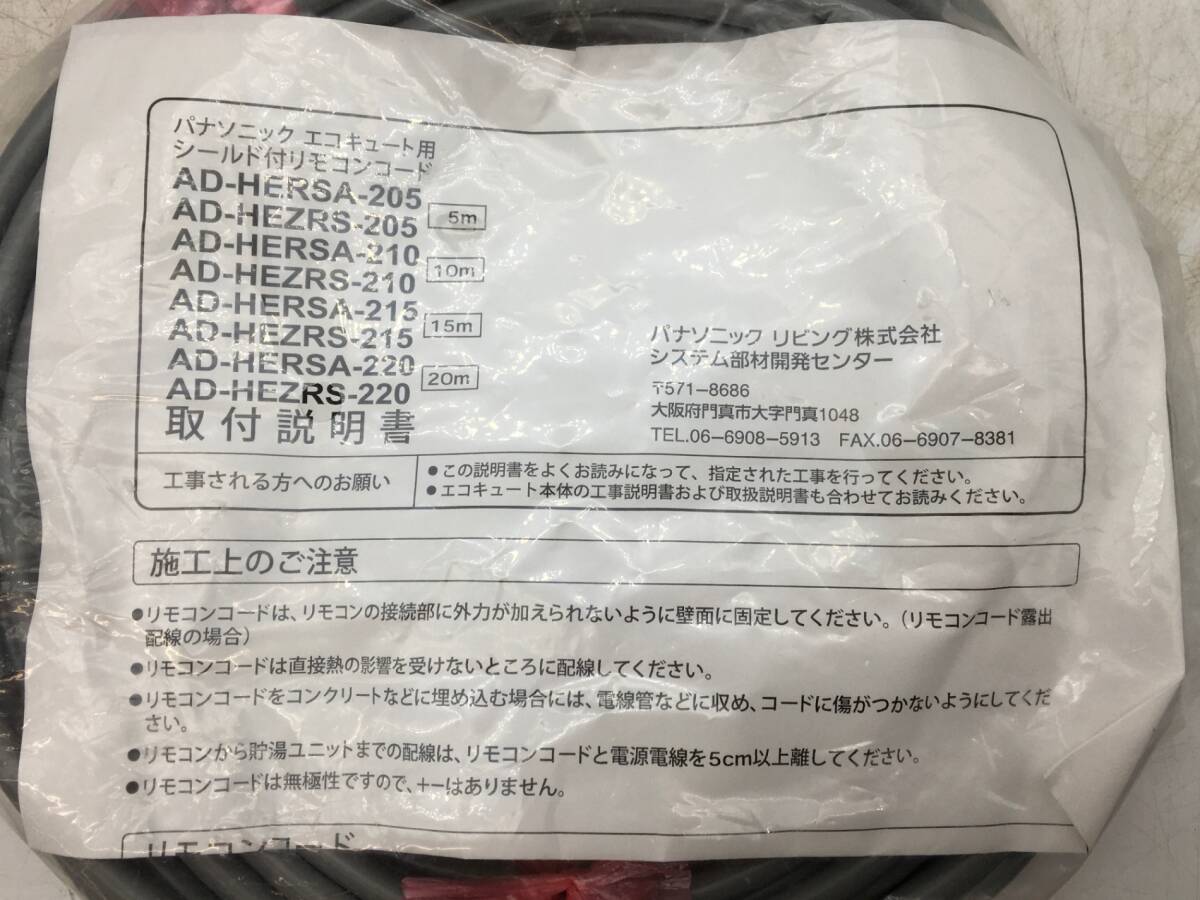 パナソニック エコキュート用
シールド付リモコンコード
AD-HERSA-205
AD-HEZRS-205 5m
AD-HERSA-210
AD-HEZRS-210 10m
AD-HERSA-215
AD-HEZRS-215 15m
AD-HERSA-220
AD-HEZRS-220 20m
取付説明書
パナソニック リビング株式会社
システム部材開発センター
〒571-8686
大阪府門真市大字門真1048
TEL.06-6908-5913 FAX.06-6907-8381
工事される方へのお願い
●この説明書をよくお読みになって、指定された工事を行ってください。
●エコキュート本体の工事説明書および取扱説明書も合わせてお読みください。
施工上のご注意
●リモコンコードは、リモコンの接続部に外力が加えられないように壁面に固定してください。（リモコンコード露出
配線の場合）
●リモコンコードは直接熱の影響を受けないところに配線してください。
●リモコンコードをコンクリートなどに埋め込む場合には、電線管などに収め、コードに傷がつかないようにしてくだ
さい。
●リモコンから貯湯ユニットまでの配線は、リモコンコードと電源電線を5cm以上離してください。
●リモコンコードは無極性ですので、+−はありません。
リモコンコード